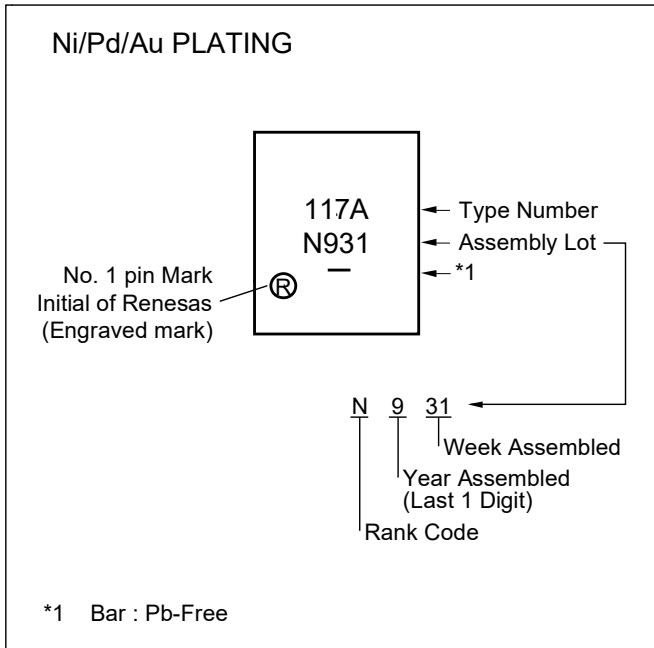 Ni/Pd/Au PLATING
117A
N931
—
R
Type Number
Assembly Lot
*1
No. 1 pin Mark
Initial of Renesas
(Engraved mark)
N 9 31
Week Assembled
Year Assembled
(Last 1 Digit)
Rank Code
*1 Bar : Pb-Free